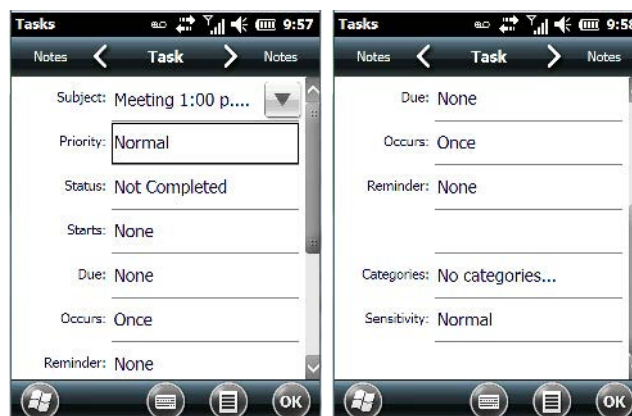 Tasks 9:57
Notes Task Notes
Subject: Meeting 1:00 p....
Priority: Normal
Status: Not Completed
Starts: None
Due: None
Occurs: Once
Reminder: None
OK
Tasks 9:58
Notes Task Notes
Due: None
Occurs: Once
Reminder: None
Categories: No categories...
Sensitivity: Normal
OK